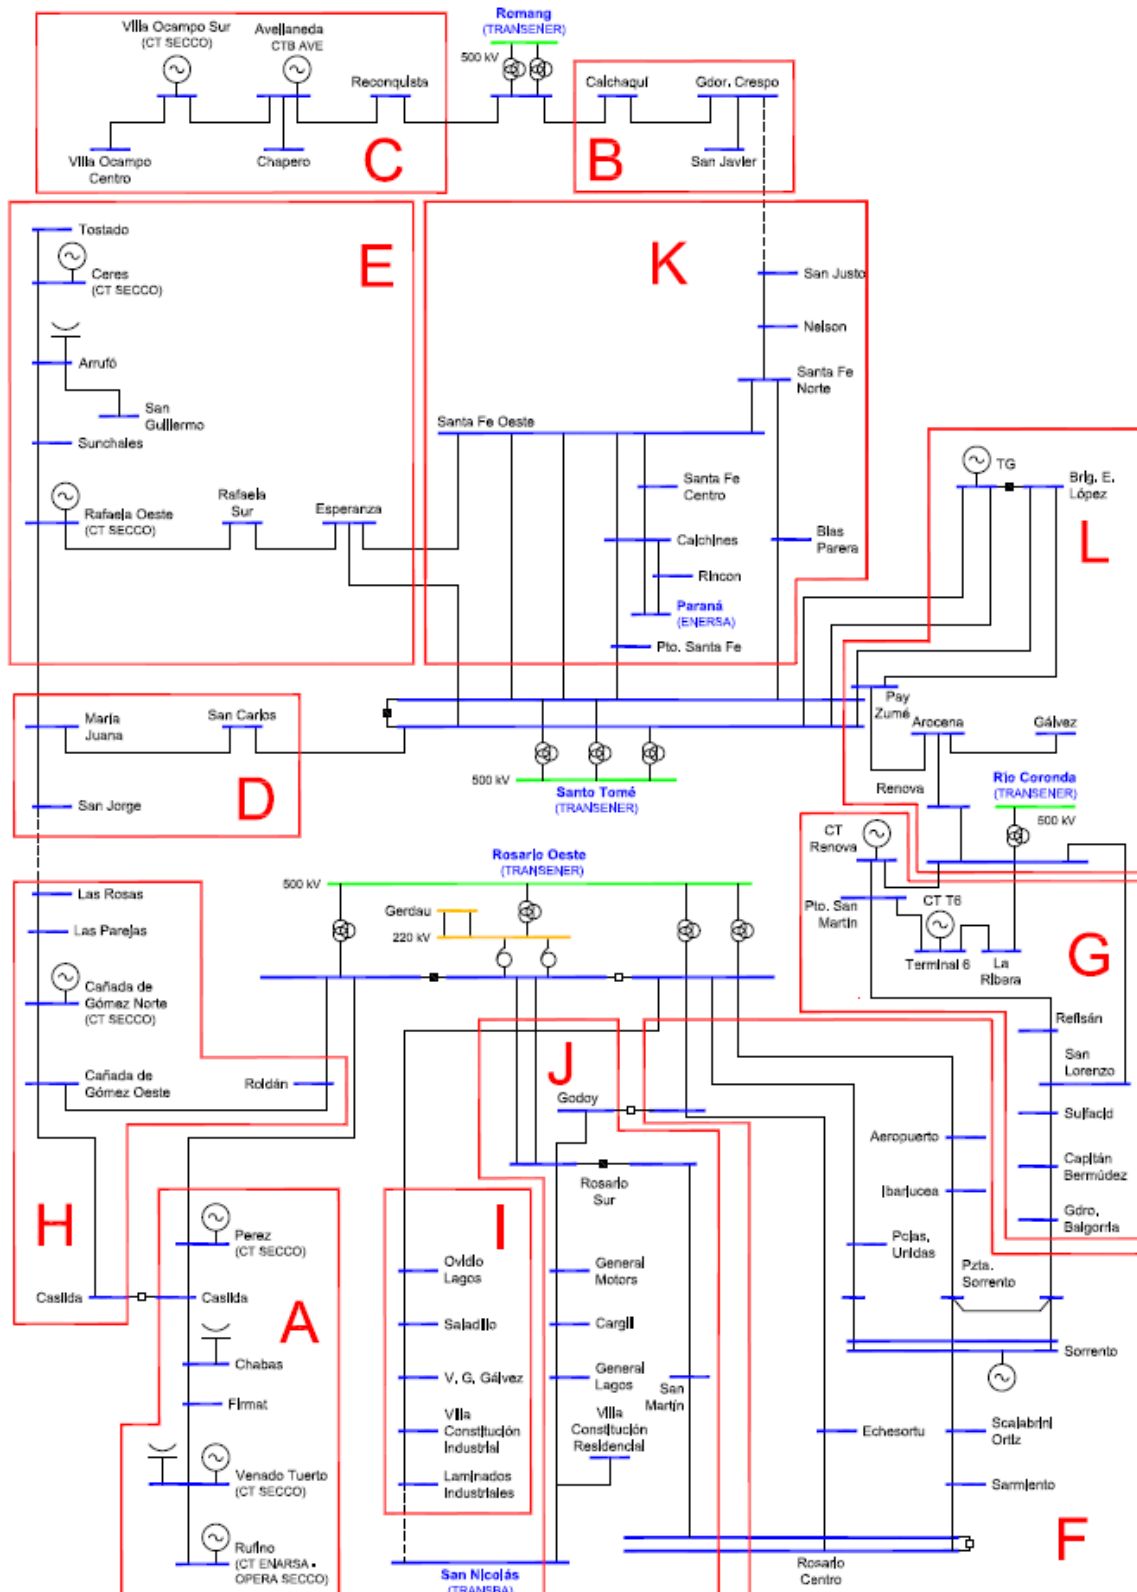 Villa Ocampo Sur
(CT SECCO)
Avellaneda
CTB AVE
Reconquista
Villa Ocampo
Centro
Chapero
C
Romang
(TRANSENER)
500 kV
Calchaquí
Gdor. Crespo
San Javier
B
Tostado
Ceres
(CT SECCO)
Arrufó
San
Guillermo
Sunchales
Rafaela Oeste
(CT SECCO)
Rafaela
Sur
Esperanza
E
K
San Justo
Nelson
Santa Fe
Norte
Santa Fe Oeste
Santa Fe
Centro
Calchines
Rincon
Paraná
(ENERSA)
Pto. Santa Fe
Blas
Parera
TG
Brig. E.
López
L
Pay
Zumé
Arocena
Gálvez
Renova
Río Coronda
(TRANSENER)
500 kV
María
Juana
San Carlos
San Jorge
D
500 kV
Santo Tomé
(TRANSENER)
CT
Renova
Pto. San
Martín
CT T6
Terminal 6
La
Ribera
G
Refisán
San
Lorenzo
Sulfacid
Capitán
Bermúdez
Gdro.
Baigorria
Rosario Oeste
(TRANSENER)
500 kV
Gerdau
220 kV
Las Rosas
Las Parejas
Cañada de
Gómez Norte
(CT SECCO)
Cañada de
Gómez Oeste
Roldán
H
Casilda
J
Godoy
Rosario
Sur
General
Motors
Cargill
General
Lagos
Villa
Constitución
Residencial
San
Martín
I
Ovidio
Lagos
Saladillo
V. G. Gálvez
Villa
Constitución
Industrial
Laminados
Industriales
San Nicolás
(TRANSBA)
Perez
(CT SECCO)
Casilda
A
Chabas
Firmat
Venado Tuerto
(CT SECCO)
Rufino
(CT ENARSA -
OPERA SECCO)
Aeropuerto
Ibarlucea
Pcias.
Unidas
Pzta.
Sorrento
Sorrento
Echesortu
Scalabrini
Ortiz
Sarmiento
F
Rosario
Centro